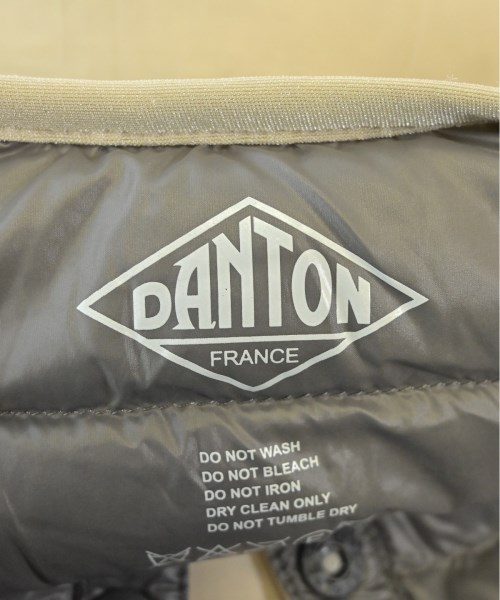 DANTON
FRANCE
DO NOT WASH
DO NOT BLEACH
DO NOT IRON
DRY CLEAN ONLY
DO NOT TUMBLE DRY